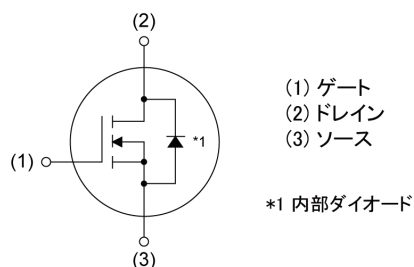 (2)
(1) ゲート
(2) ドレイン
(3) ソース
*1
(1)
*1 内部ダイオード
(3)